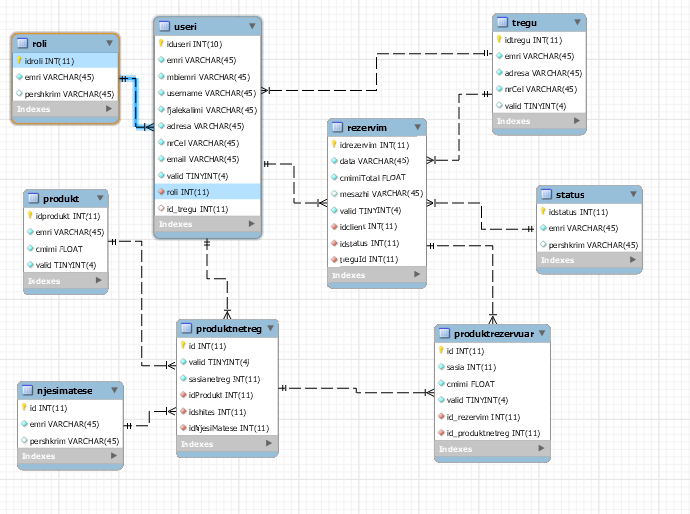 roli
idroli INT(11)
emri VARCHAR(45)
pershkrim VARCHAR(45)
Indexes
useri
iduseri INT(10)
emri VARCHAR(45)
mbiemri VARCHAR(45)
username VARCHAR(45)
fjalekalimi VARCHAR(45)
adresa VARCHAR(45)
nrCel VARCHAR(45)
email VARCHAR(45)
valid TINYINT(4)
roli INT(11)
id_tregu INT(11)
Indexes
tregu
idtregu INT(11)
emri VARCHAR(45)
adresa VARCHAR(45)
nrCel VARCHAR(45)
valid TINYINT(4)
Indexes
rezervim
idrezervim INT(11)
data VARCHAR(45)
cmimiTotal FLOAT
mesazhi VARCHAR(45)
valid TINYINT(4)
idclient INT(11)
idstatus INT(11)
treguId INT(11)
Indexes
produkt
idprodukt INT(11)
emri VARCHAR(45)
cmimi FLOAT
valid TINYINT(4)
Indexes
status
idstatus INT(11)
emri VARCHAR(45)
pershkrim VARCHAR(45)
Indexes
produktnetreg
id INT(11)
valid TINYINT(4)
sasianetreg INT(11)
idProdukt INT(11)
idshites INT(11)
idNjesiMatese INT(11)
Indexes
produktrezervuar
id INT(11)
sasia INT(11)
cmimi FLOAT
valid TINYINT(4)
id_rezervim INT(11)
id_produktnetreg INT(11)
Indexes
njesimatese
id INT(11)
emri VARCHAR(45)
pershkrim VARCHAR(45)
Indexes